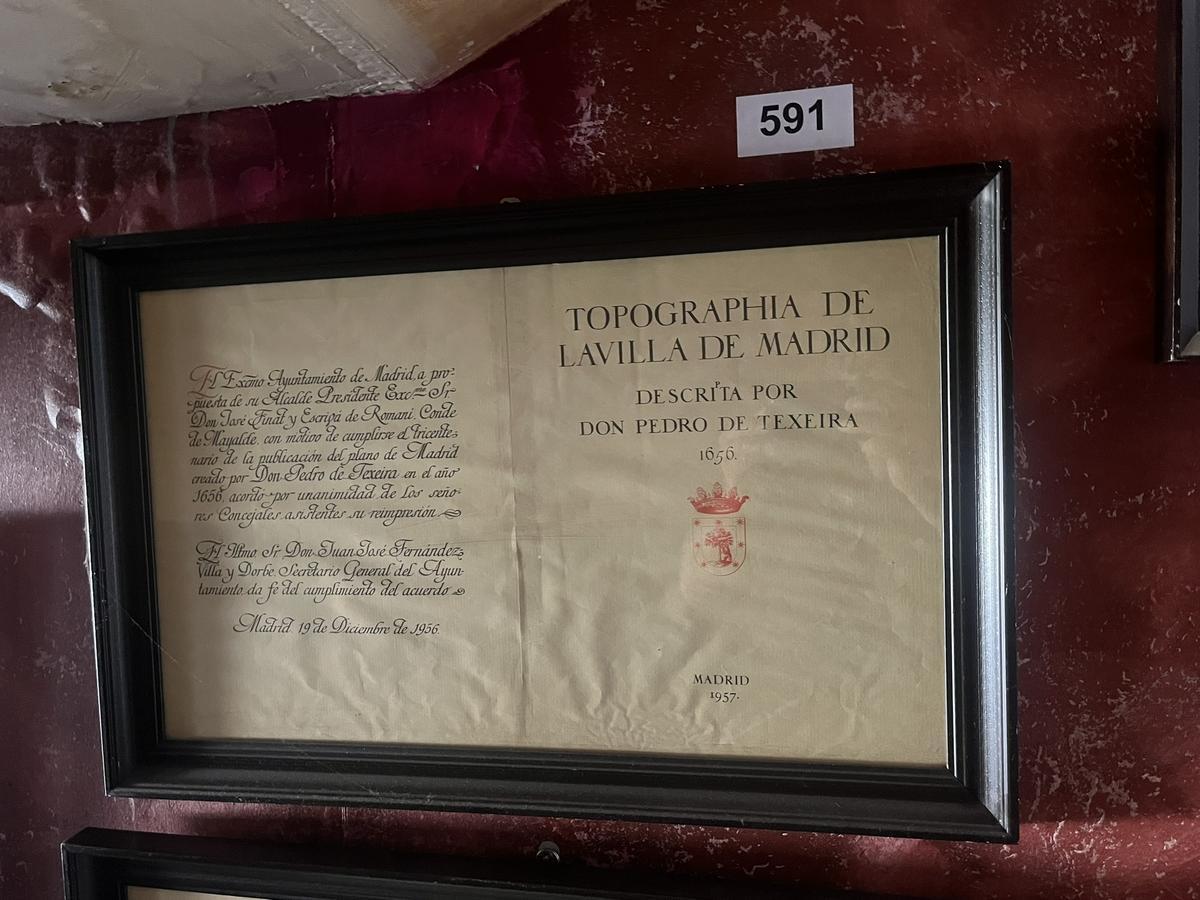 591
El Excmo Ayuntamiento de Madrid, a pro-
puesta de su Alcalde Presidente Excmo Sr
Don José Finat y Escrivá de Romaní, Conde
de Mayalde, con motivo de cumplirse el tricente-
nario de la publicación del plano de Madrid
creado por Don Pedro de Texeira en el año
1656, acordó por unanimidad de los seño-
res Concejales asistentes su reimpresión
El Iltmo Sr Don Juan José Fernández-
Villa y Dorbe, Secretario General del Ayun-
tamiento, da fe del cumplimiento del acuerdo
Madrid 19 de Diciembre de 1956.
TOPOGRAPHIA DE
LAVILLA DE MADRID
DESCRIPTA POR
DON PEDRO DE TEXEIRA
1656.
MADRID
1957.